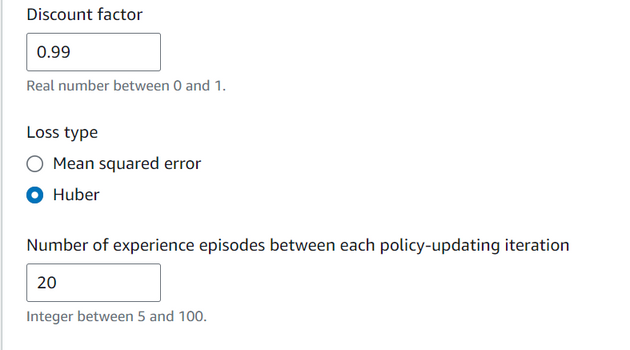 Discount factor
0.99
Real number between 0 and 1.
Loss type
Mean squared error
Huber
Number of experience episodes between each policy-updating iteration
20
Integer between 5 and 100.